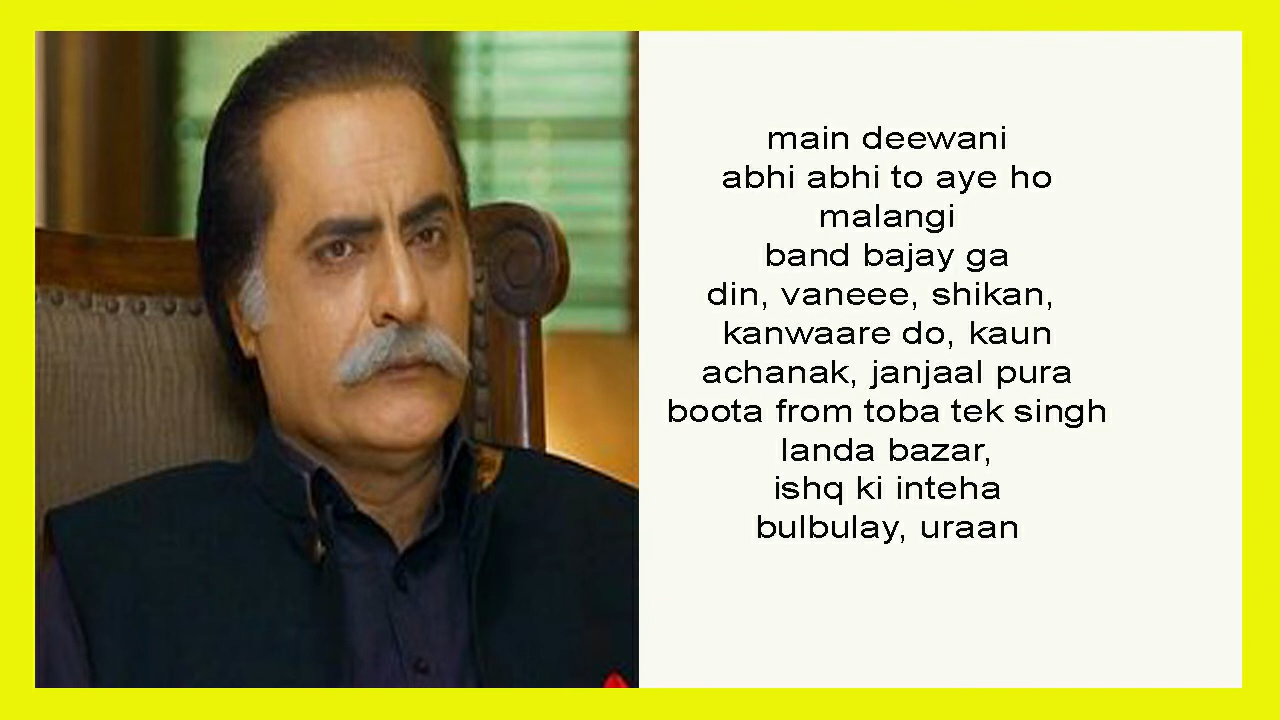 main deewani
abhi abhi to aye ho
malangi
band bajay ga
din, vaneee, shikan,
kanwaare do, kaun
achanak, janjaal pura
boota from toba tek singh
landa bazar,
ishq ki inteha
bulbulay, uraan